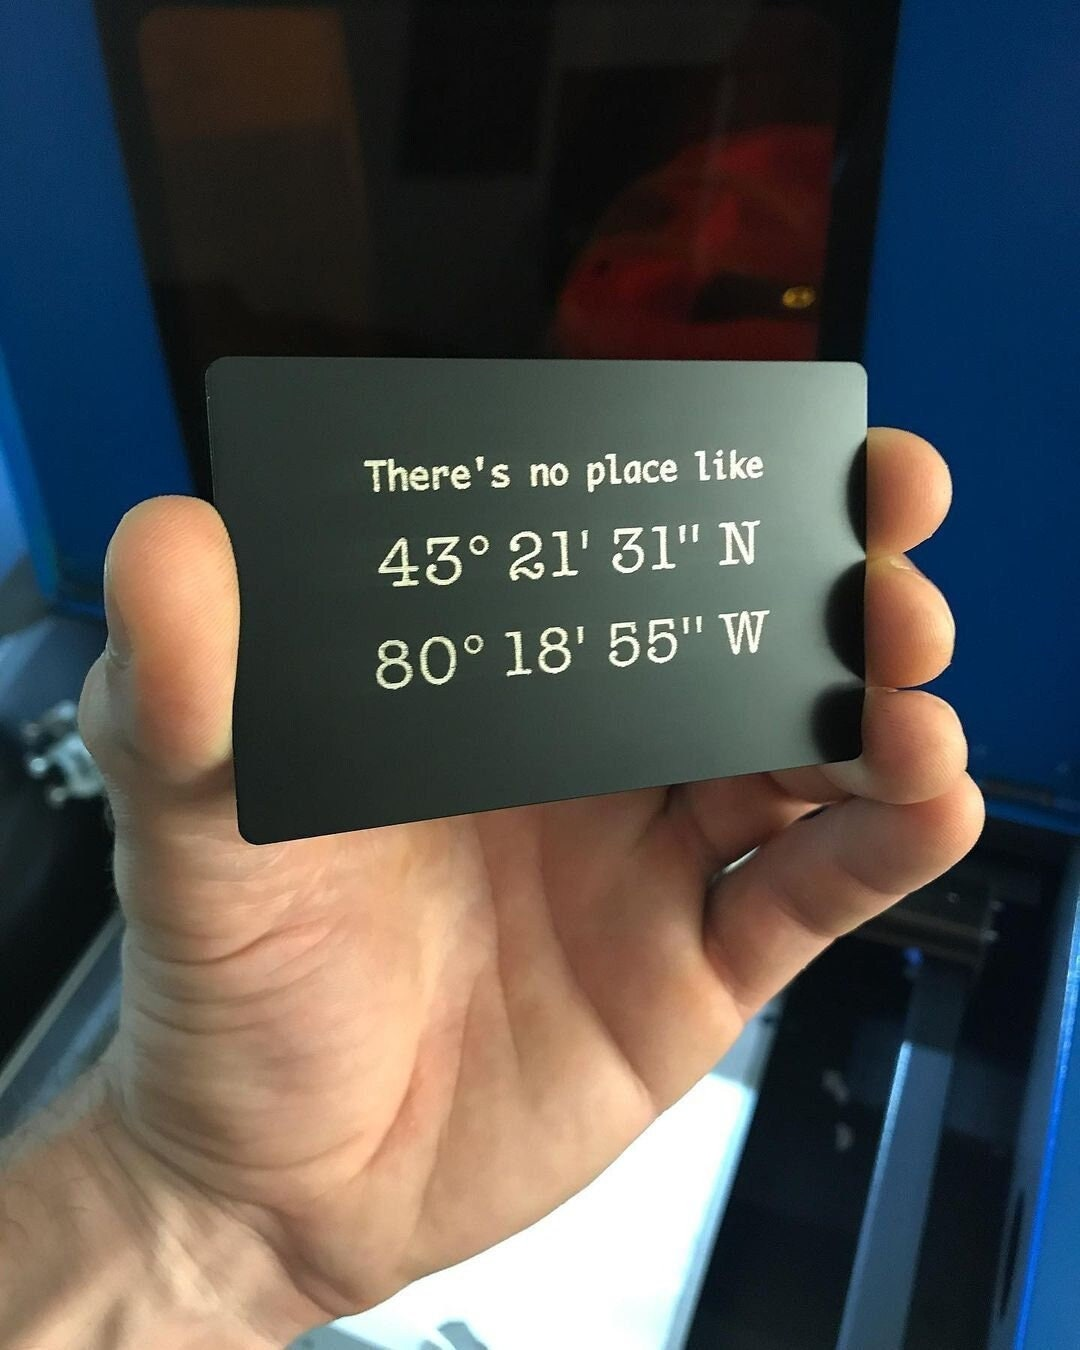 There's no place like
43° 21' 31" N
80° 18' 55" W